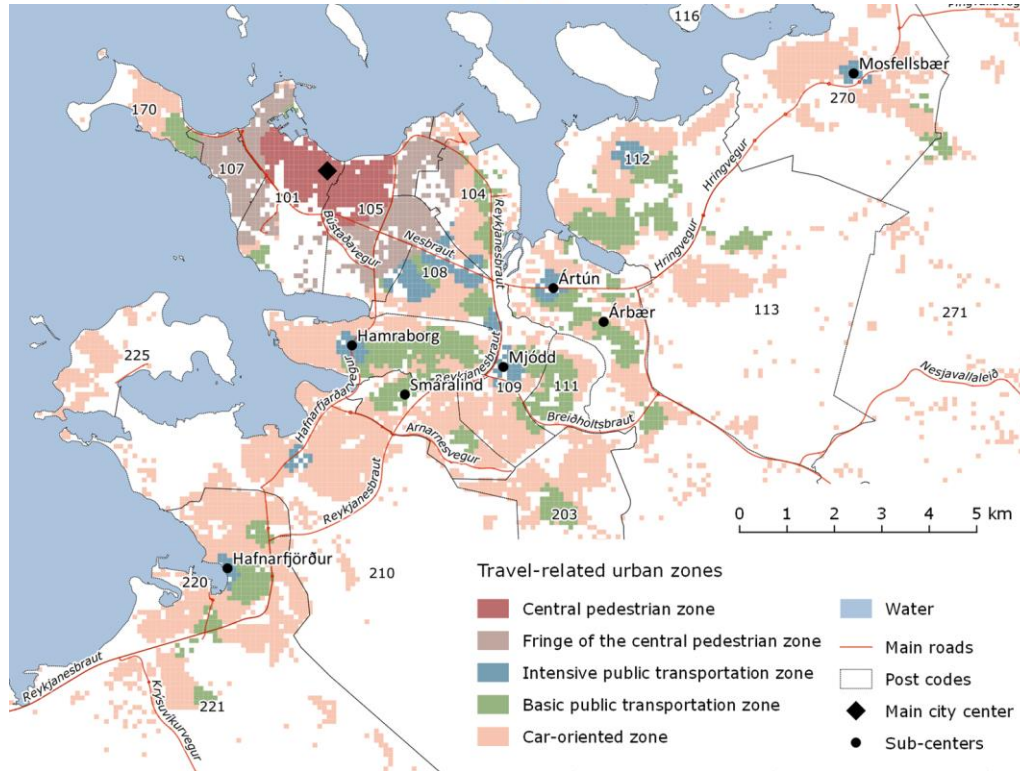 116
Þingvallavegur
Mosfellsbær
270
170
112
107
101
105
104
Bústaðavegur
Nesbraut
Reykjanesbraut
Hringvegur
Hringvegur
108
Ártún
113
271
Árbær
Hamraborg
225
Mjódd
Reykjanesbraut
109
111
Smáralind
Nesjavallaleið
Hafnarfjarðarvegur
Breiðholtsbraut
Arnarnesvegur
Reykjanesbraut
203
0 1 2 3 4 5 km
Hafnarfjörður
220
210
Reykjanesbraut
221
Krýsuvíkurvegur
Travel-related urban zones
Central pedestrian zone
Fringe of the central pedestrian zone
Intensive public transportation zone
Basic public transportation zone
Car-oriented zone
Water
Main roads
Post codes
Main city center
Sub-centers